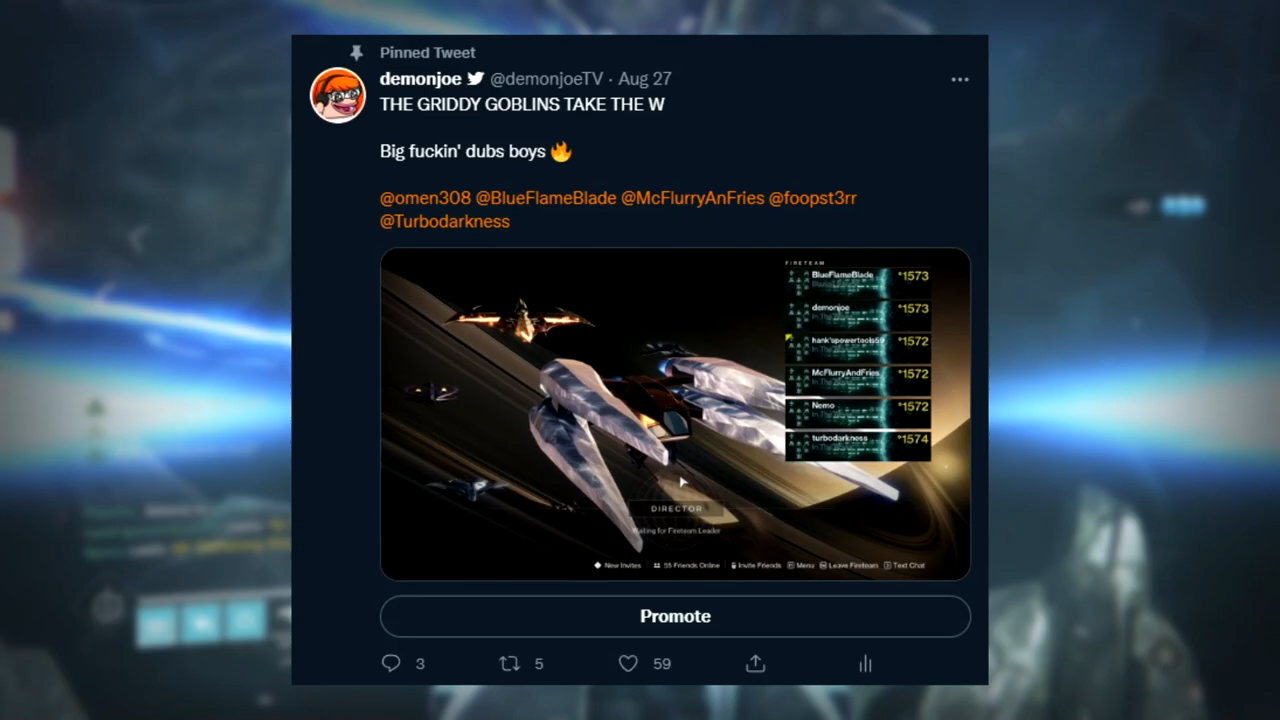 Pinned Tweet
demonjoe @demonjoeTV · Aug 27
THE GRIDDY GOBLINS TAKE THE W
Big fuckin' dubs boys 🔥
@omen308 @BlueFlameBlade @McFlurryAnFries @foopst3rr
@Turbodarkness
FIRETEAM
BlueFlameBlade +1573
demonjoe +1573
hank'spowertools59 +1572
McFlurryAndFries +1572
Nemo +1572
turbodarkness +1574
DIRECTOR
Waiting for Fireteam Leader
New Invites 55 Friends Online Invite Friends Menu Leave Fireteam Text Chat
Promote
3 5 59